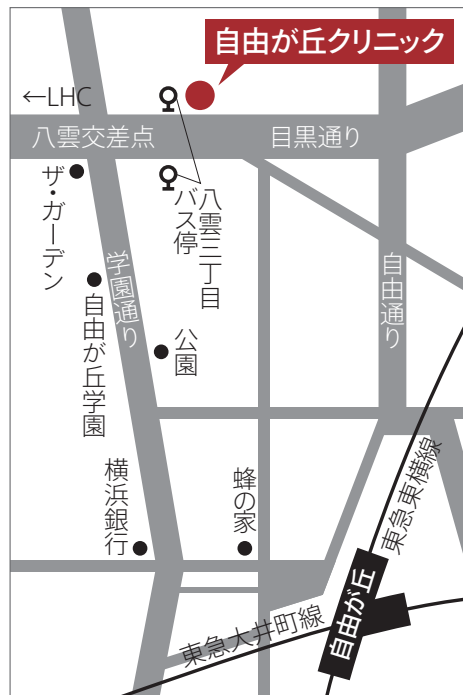 自由が丘クリニック
←LHC
八雲交差点
目黒通り
八雲三丁目
バス停
ザ・ガーデン
学園通り
自由通り
自由が丘学園
公園
横浜銀行
蜂の家
東急東横線
自由が丘
東急大井町線